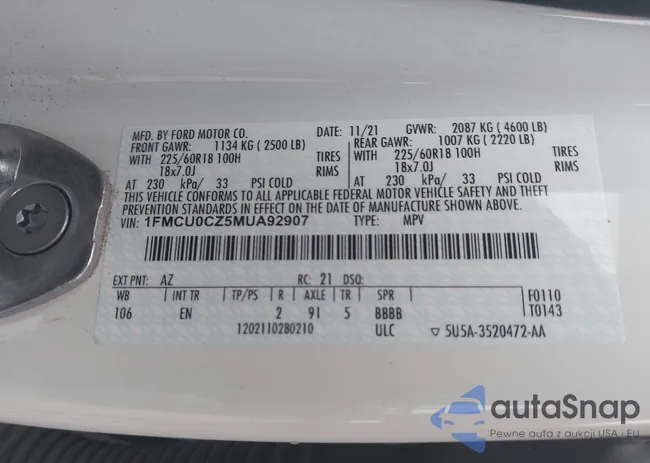 MFD. BY FORD MOTOR CO. DATE: 11/21 GVWR: 2087 KG ( 4600 LB)
FRONT GAWR: 1134 KG ( 2500 LB) REAR GAWR: 1007 KG ( 2220 LB)
WITH 225/60R18 100H TIRES WITH 225/60R18 100H TIRES
18x7.0J RIMS 18x7.0J RIMS
AT 230 kPa/ 33 PSI COLD AT 230 kPa/ 33 PSI COLD
THIS VEHICLE CONFORMS TO ALL APPLICABLE FEDERAL MOTOR VEHICLE SAFETY AND THEFT
PREVENTION STANDARDS IN EFFECT ON THE DATE OF MANUFACTURE SHOWN ABOVE.
VIN: 1FMCU0CZ5MUA92907 TYPE: MPV
EXT PNT: AZ RC: 21 DSO:
WB INT TR TP/PS R AXLE TR SPR F0110
106 EN 2 91 5 BBBB T0143
1202110280210 ULC ▽ 5U5A-3520472-AA
autoSnap
Pewne auta z aukcji USA i EU